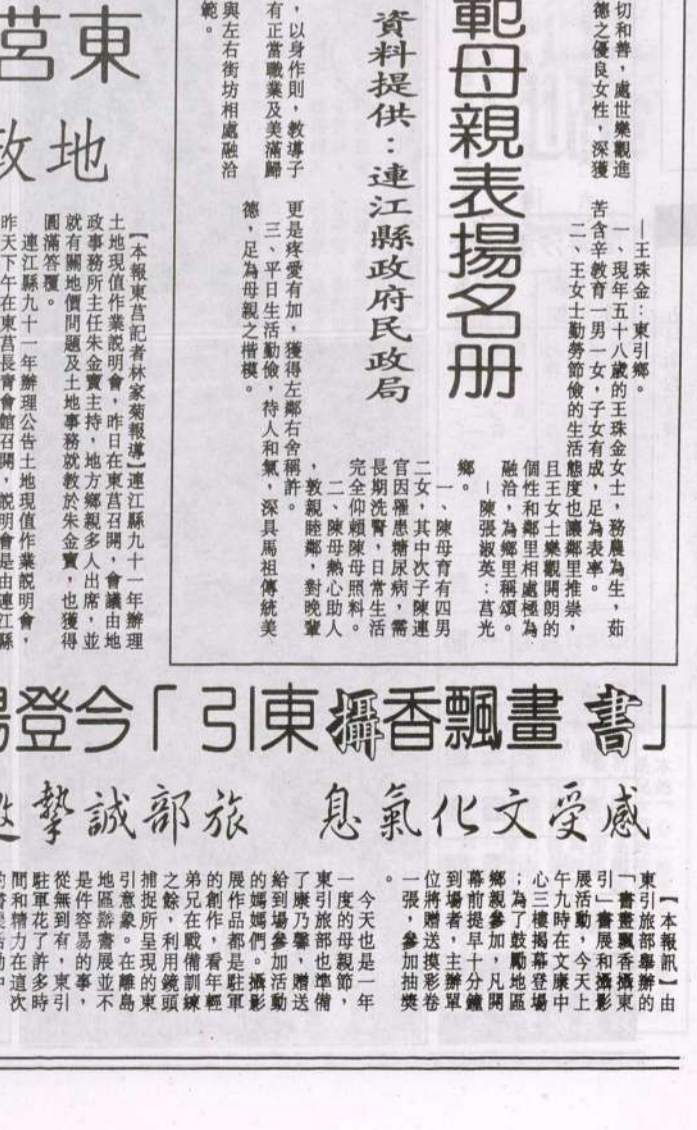 切和善，處世樂觀進
德之優良女性，深獲
範母親表揚名册
資料提供：連江縣政府民政局
，以身作則，教導子
有正當職業及美滿歸
與左右街坊相處融洽
範。
—王珠金：東引鄉。
一、現年五十八歲的王珠金女士，務農為生，茹
苦含辛教育一男一女，子女有成，足為表率。
二、王女士勤勞節儉的生活態度也讓鄰里推崇，
且王女士樂觀開朗的
個性和鄰里相處極為
融洽，為鄉里稱頌。
—陳張淑英：莒光
鄉。
一、陳母育有四男
二女，其中次子陳連
官因罹患糖尿病，需
長期洗腎，日常生活
完全仰賴陳母照料。
二、陳母熱心助人
，敦親睦鄰，對晚輩
更是疼愛有加，獲得左鄰右舍稱許。
三、平日生活勤儉，待人和氣，深具馬祖傳統美
德，足為母親之楷模。
東莒
地政
【本報東莒記者林家菊報導】連江縣九十一年辦理
土地現值作業説明會，昨日在東莒召開，會議由地
政事務所主任朱金寶主持，地方鄉親多人出席，並
就有關地價問題及土地事務就教於朱金寶，也獲得
圓滿答覆。
連江縣九十一年辦理公告土地現值作業説明會，
昨天下午在東莒長青會館召開，説明會是由連江縣
「書畫飄香攝東引」今登場
感受文化氣息 旅部誠摯邀
【本報訊】由
東引旅部舉辦的
「書畫飄香攝東
引」書展和攝影
展活動，今天上
午九時在文康中
心三樓揭幕登場
；為了鼓勵地區
鄉親參加，凡開
幕前提早十分鐘
到場者，主辦單
位將贈送摸彩卷
一張，參加抽獎
。
今天也是一年
一度的母親節，
東引旅部也準備
了康乃馨，贈送
給到場參加活動
的媽媽們。攝影
展作品都是駐軍
的創作，看年輕
弟兄在戰備訓練
之餘，利用鏡頭
捕捉所呈現的東
引意象。在離島
地區辦書展並不
是件容易的事，
從無到有，東引
駐軍花了許多時
間和精力在這次